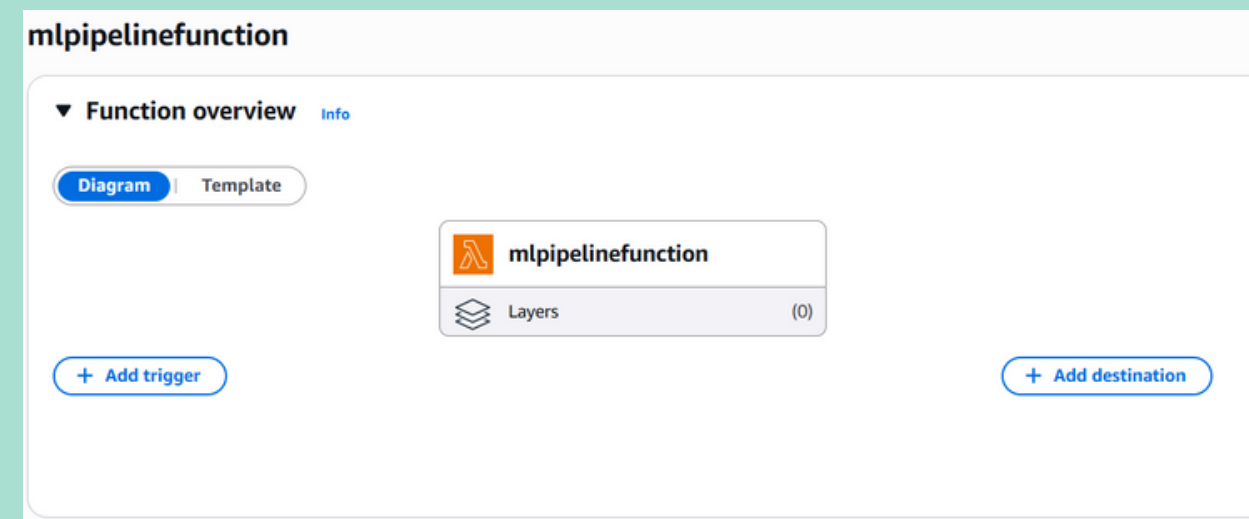 mlpipelinefunction
▼ Function overview Info
Diagram | Template
mlpipelinefunction
Layers (0)
+ Add trigger
+ Add destination